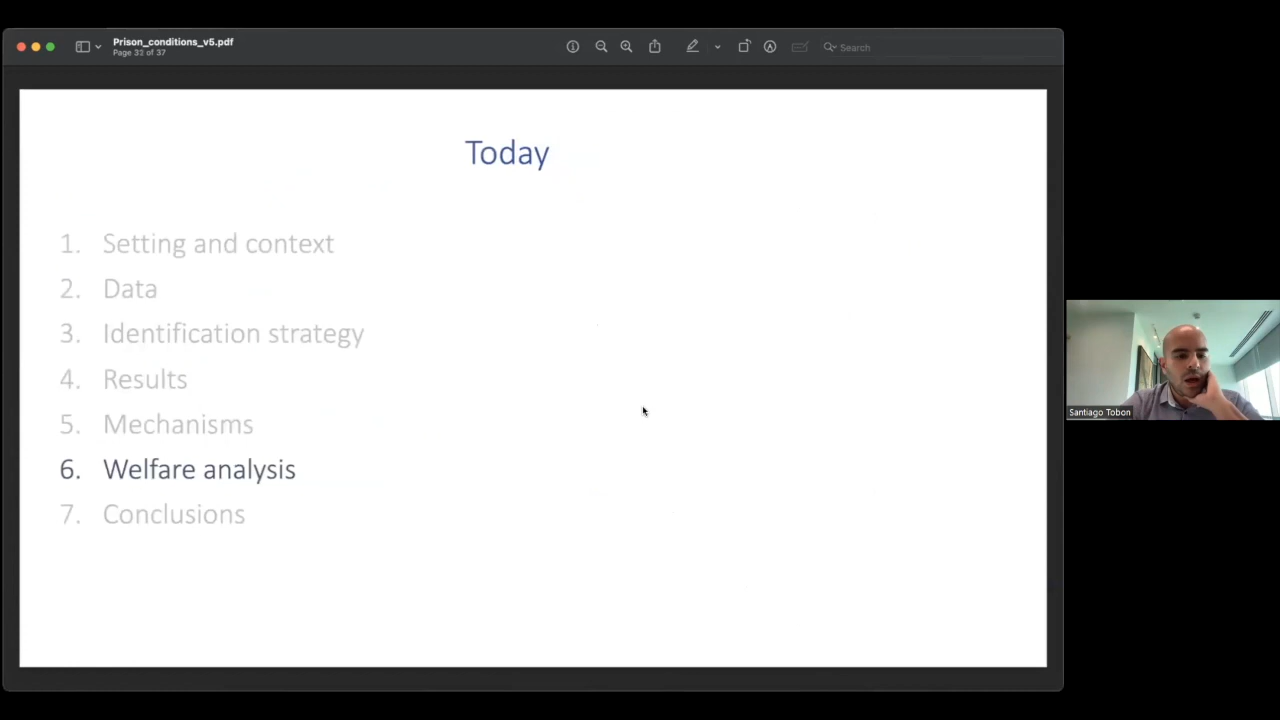 Prison_conditions_v5.pdf
Page 32 of 37
Search
Today
1. Setting and context
2. Data
3. Identification strategy
4. Results
5. Mechanisms
6. Welfare analysis
7. Conclusions
Santiago Tobon